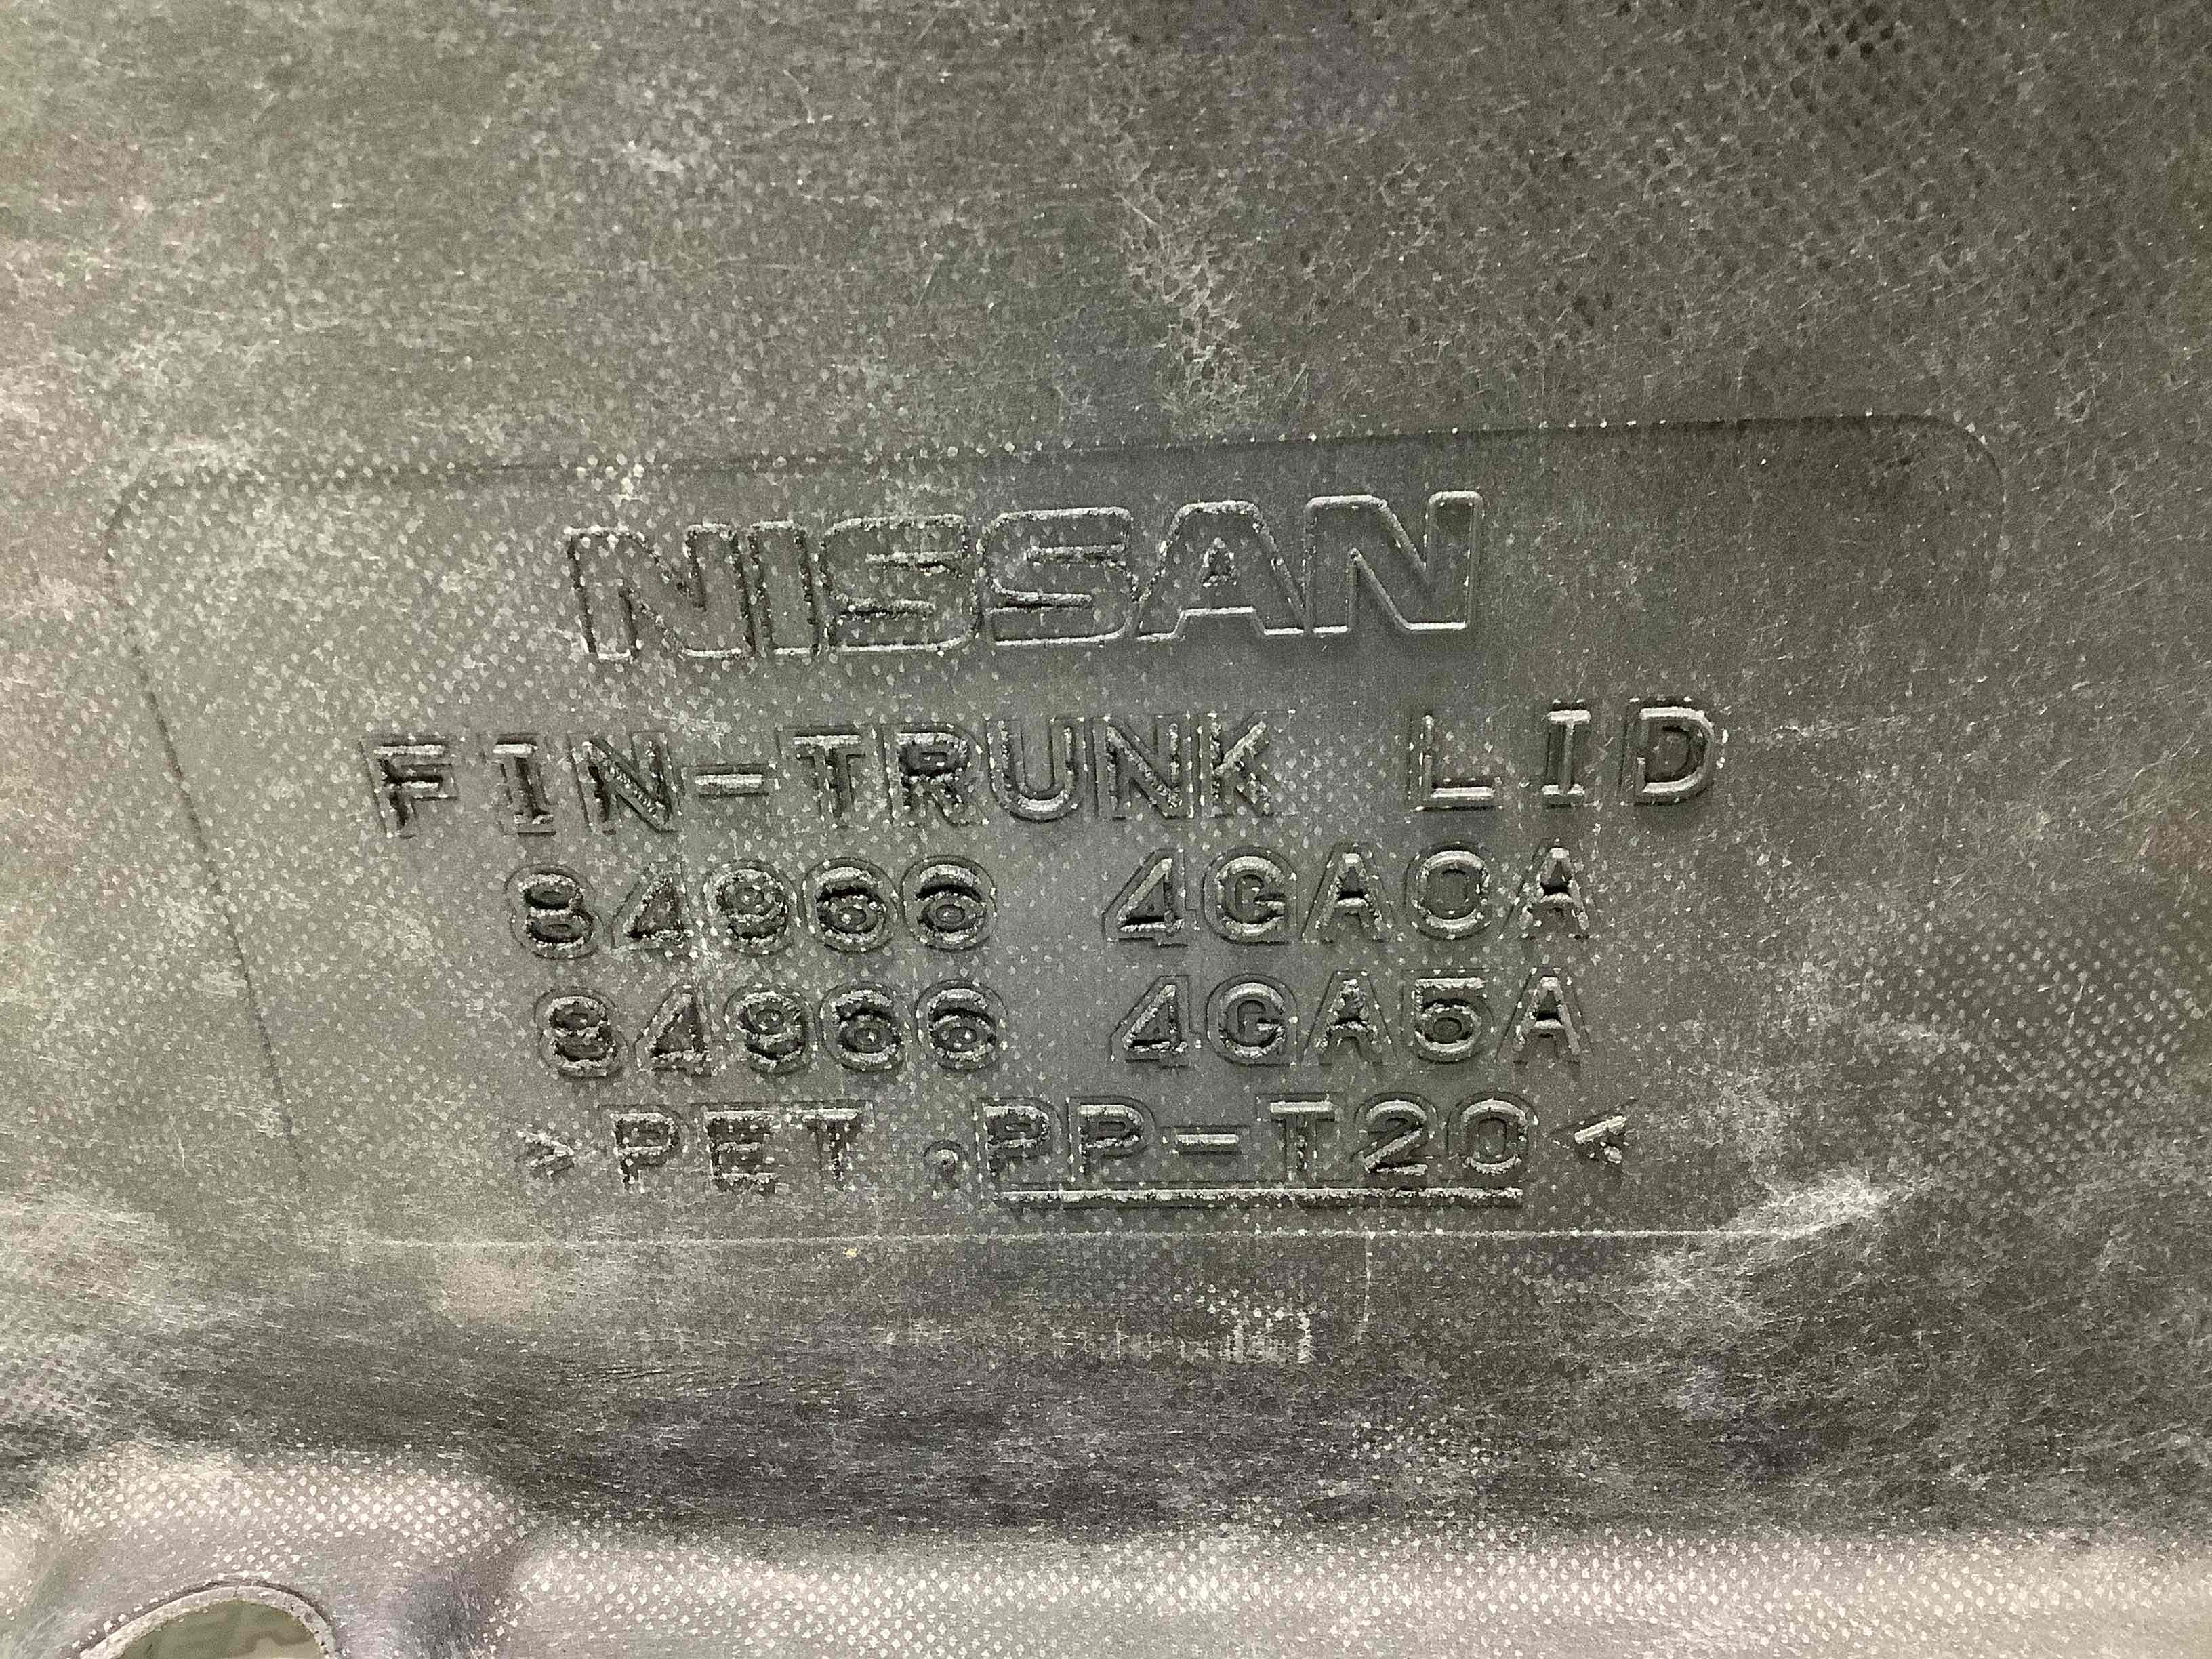 NISSAN
FIN-TRUNK LID
84966 4GA0A
84966 4GA5A
>PET,PP-T20<